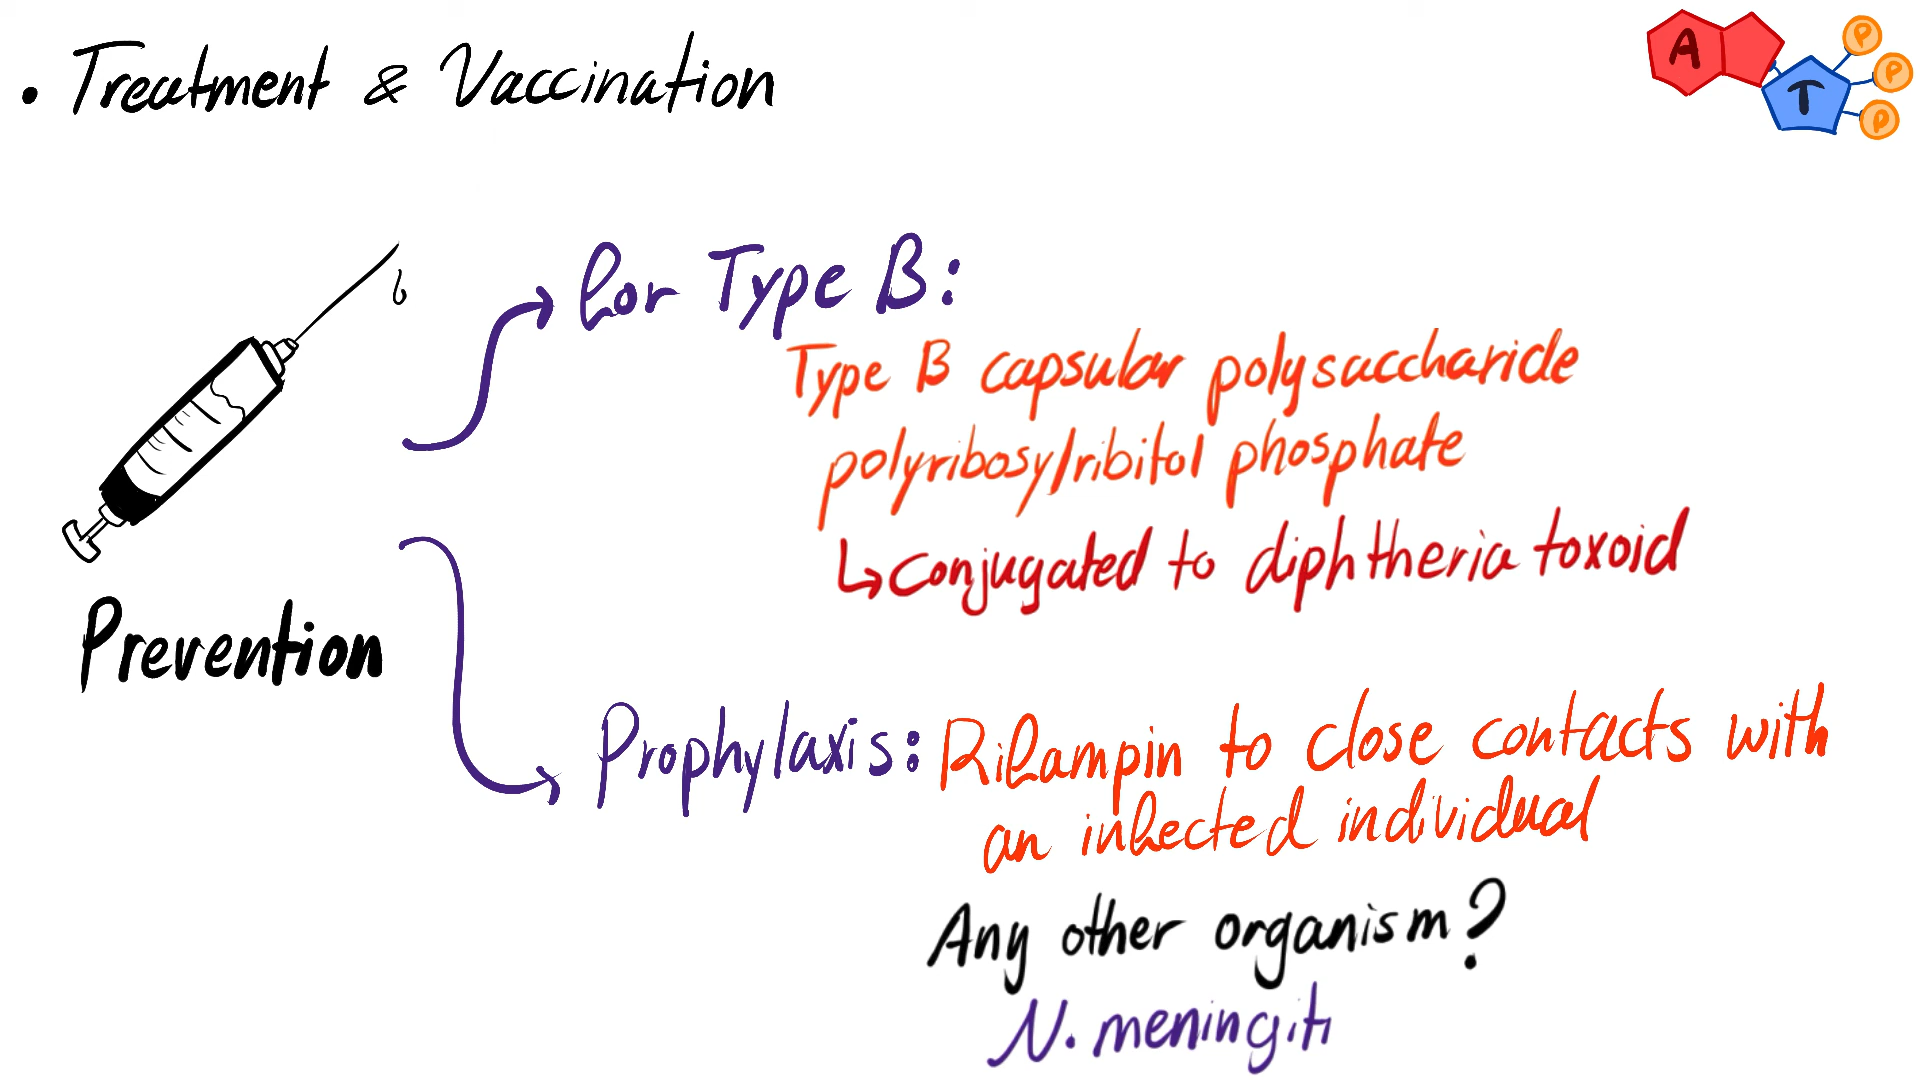 • Treatment & Vaccination
A T P P P
for Type B:
Type B capsular polysaccharide
polyribosylribitol phosphate
↳ conjugated to diphtheria toxoid
Prevention
Prophylaxis: Rifampin to close contacts with
an infected individual
Any other organism?
N. meningiti